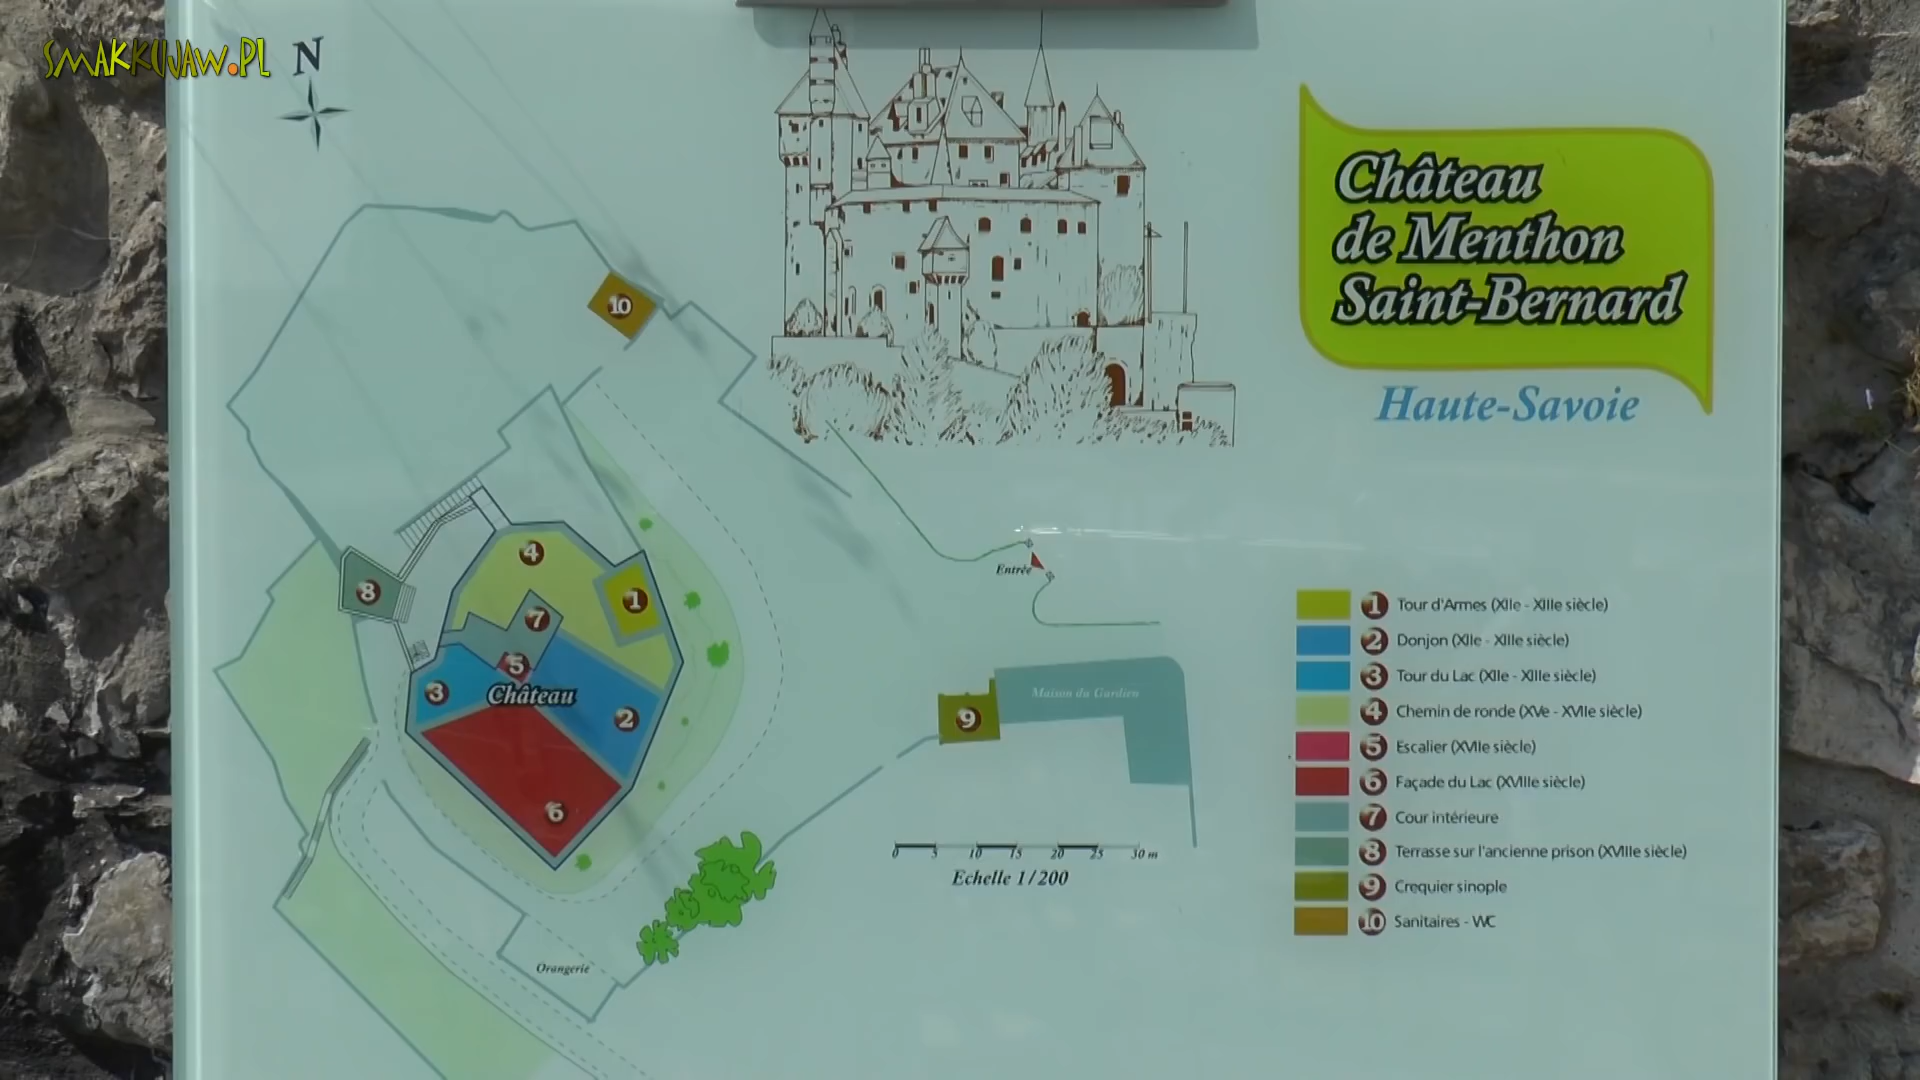 SMAKKUJAW.PL
N
Château
de Menthon
Saint-Bernard
Haute-Savoie
10
4
1
8
7
5
3
Château
2
6
Entrée
9
Maison du Gardien
0 5 10 15 20 25 30 m
Echelle 1/200
Orangerie
1 Tour d'Armes (XIIe - XIIIe siècle)
2 Donjon (XIIe - XIIIe siècle)
3 Tour du Lac (XIIe - XIIIe siècle)
4 Chemin de ronde (XVe - XVIIe siècle)
5 Escalier (XVIIe siècle)
6 Façade du Lac (XVIIIe siècle)
7 Cour intérieure
8 Terrasse sur l'ancienne prison (XVIIIe siècle)
9 Crequier sinople
10 Sanitaires - WC